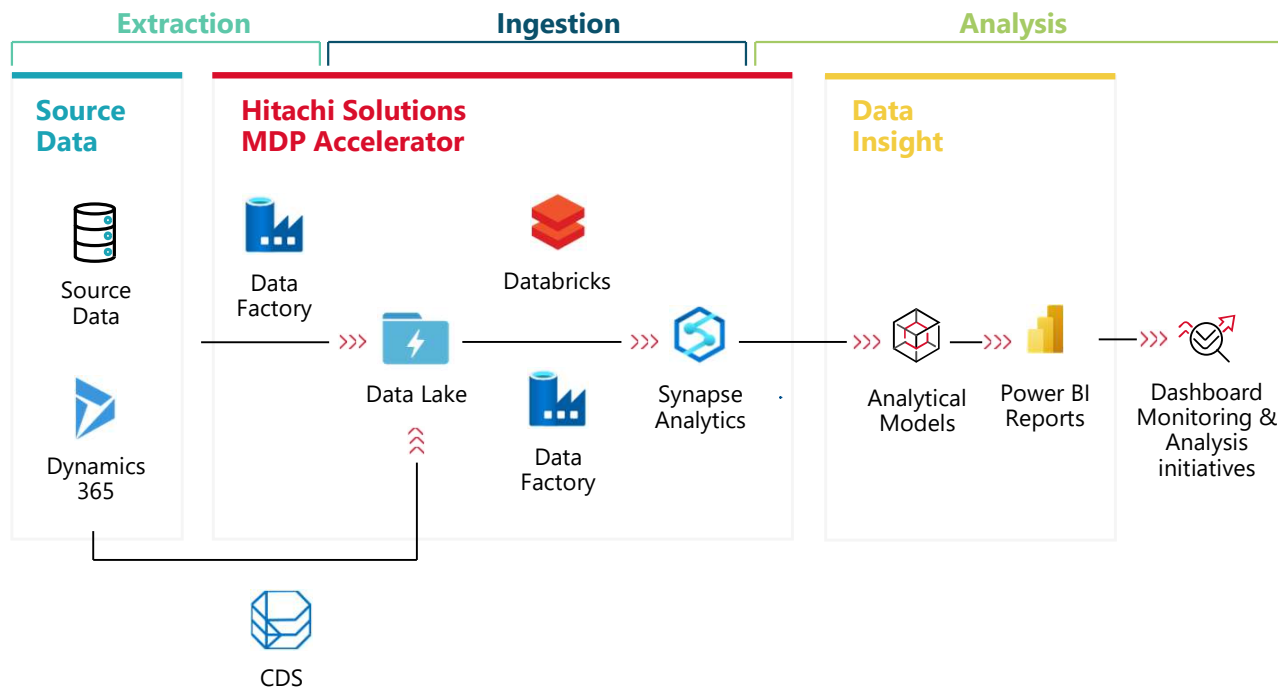 Extraction
Ingestion
Analysis
Source
Data
Source
Data
Dynamics
365
Hitachi Solutions
MDP Accelerator
Data
Factory
Data Lake
Databricks
Data
Factory
Synapse
Analytics
CDS
Data
Insight
Analytical
Models
Power BI
Reports
Dashboard
Monitoring &
Analysis
initiatives